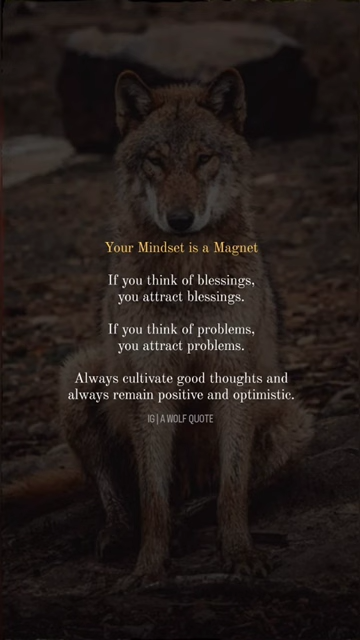 Your Mindset is a Magnet
If you think of blessings,
you attract blessings.
If you think of problems,
you attract problems.
Always cultivate good thoughts and
always remain positive and optimistic.
IG | A WOLF QUOTE